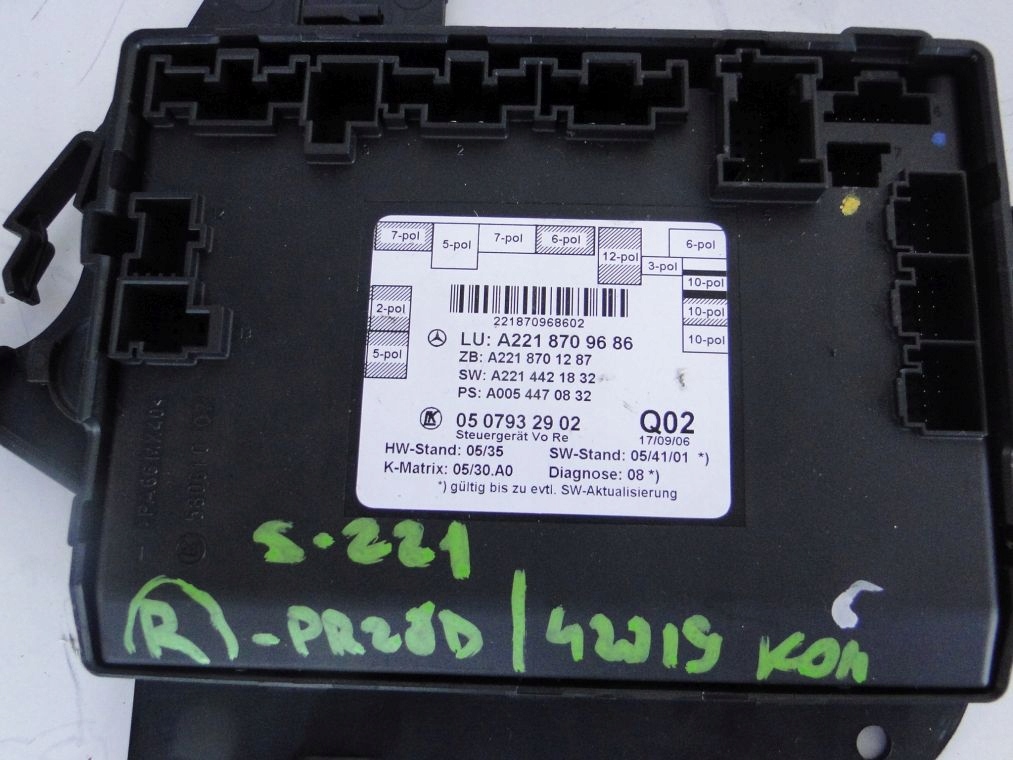 7-pol 5-pol 7-pol 6-pol 12-pol 3-pol 6-pol
10-pol
2-pol 10-pol
5-pol 10-pol
221870968602
LU: A221 870 96 86
ZB: A221 870 12 87
SW: A221 442 18 32
PS: A005 447 08 32
05 0793 29 02 Q02
Steuergerät Vo Re 17/09/06
HW-Stand: 05/35 SW-Stand: 05/41/01 *)
K-Matrix: 05/30.A0 Diagnose: 08 *)
*) gültig bis zu evtl. SW-Aktualisierung
S-221
R - PR28D / 42219 KOM